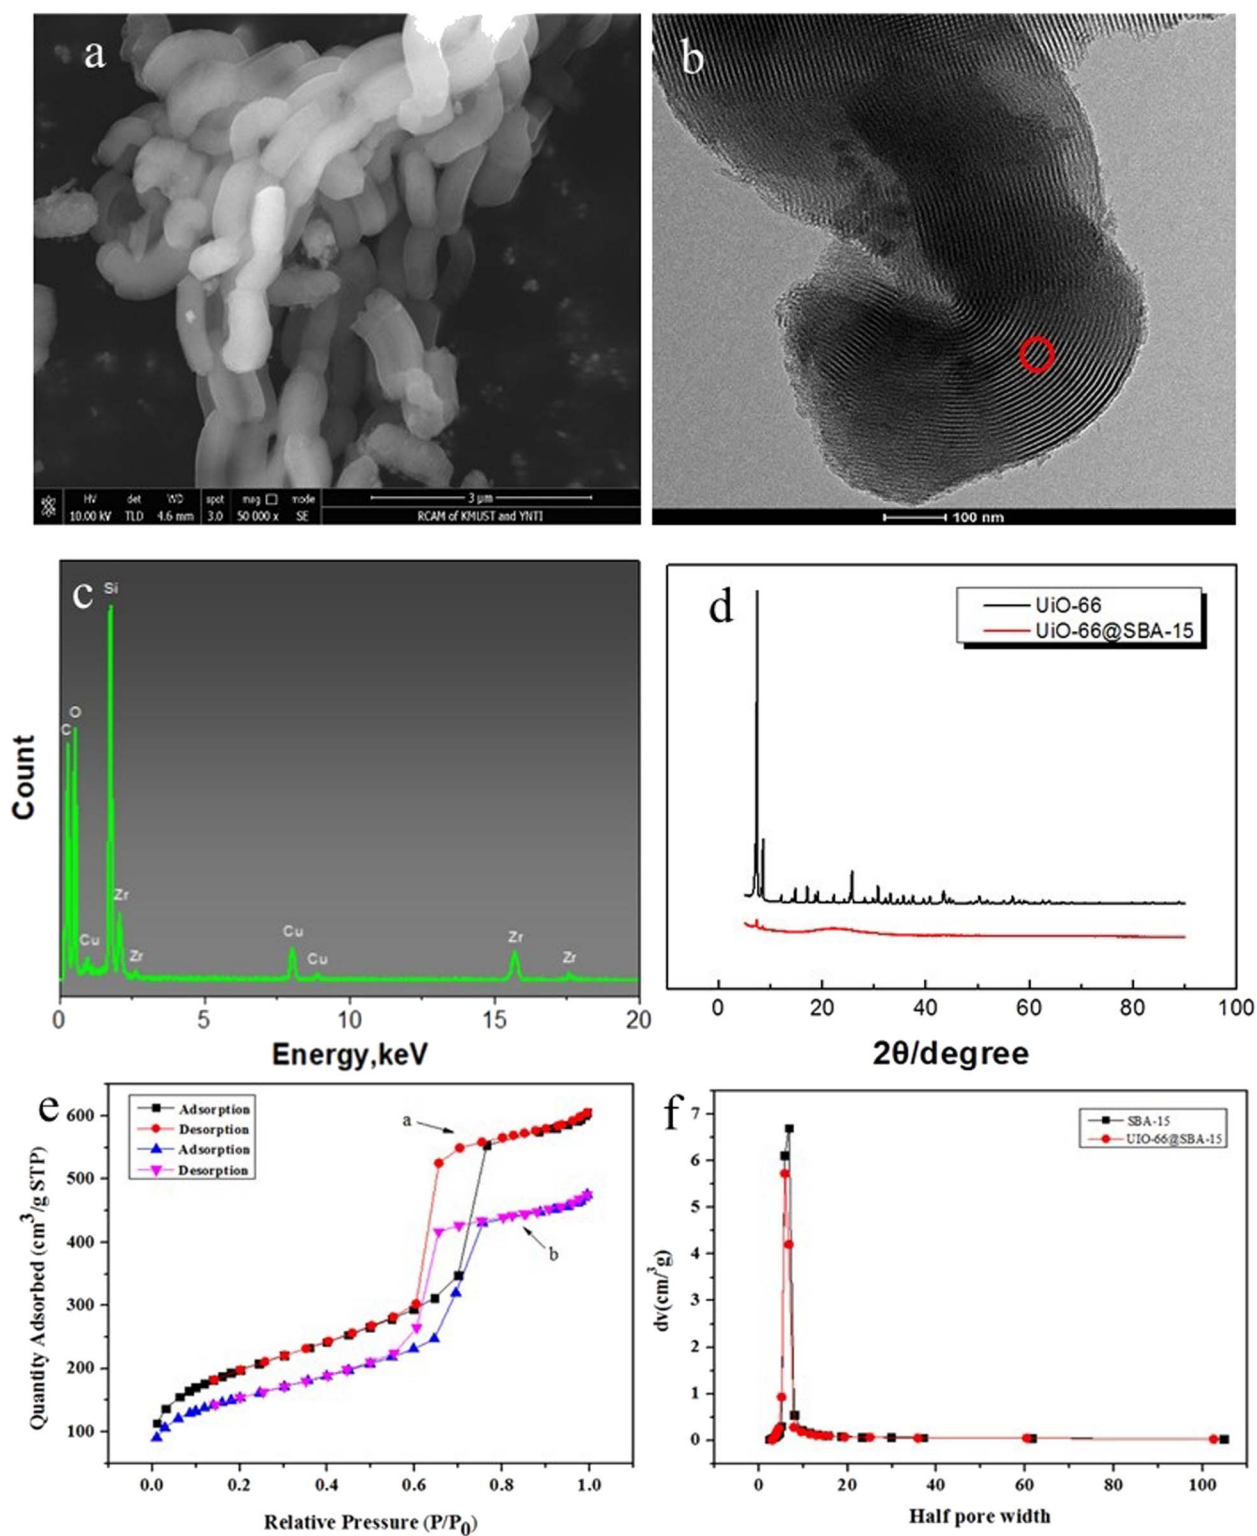 a
HV det WD spot mag □ mode
10.00 kV TLD 4.6 mm 3.0 50 000 x SE
3 µm
RCAM of KMUST and YNTI
b
100 nm
c
Si
O
C
Zr
Cu
Zr
Cu
Cu
Zr
Zr
Count
0 5 10 15 20
Energy,keV
d
UiO-66
UiO-66@SBA-15
0 20 40 60 80 100
2θ/degree
e
Adsorption
Desorption
Adsorption
Desorption
a
b
600
500
400
300
200
100
Quantity Adsorbed (cm³/g STP)
0.0 0.2 0.4 0.6 0.8 1.0
Relative Pressure (P/P₀)
f
SBA-15
UIO-66@SBA-15
7
6
5
4
3
2
1
0
dv(cm/³g)
0 20 40 60 80 100
Half pore width